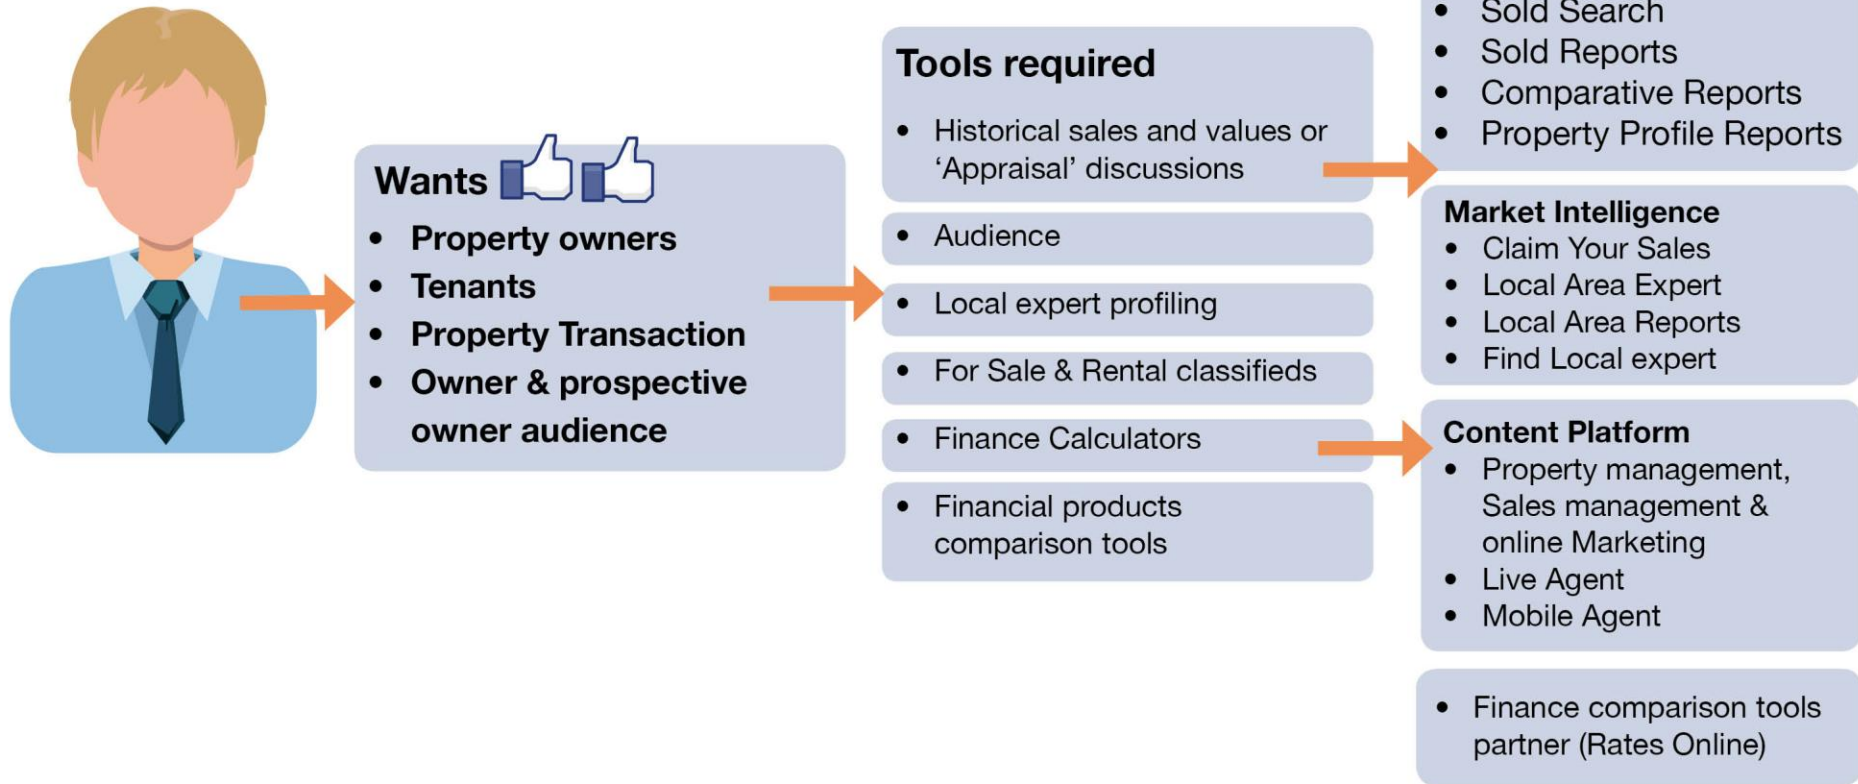 Wants
• Property owners
• Tenants
• Property Transaction
• Owner & prospective
owner audience
Tools required
• Historical sales and values or
‘Appraisal’ discussions
• Audience
• Local expert profiling
• For Sale & Rental classifieds
• Finance Calculators
• Financial products
comparison tools
• Sold Search
• Sold Reports
• Comparative Reports
• Property Profile Reports
Market Intelligence
• Claim Your Sales
• Local Area Expert
• Local Area Reports
• Find Local expert
Content Platform
• Property management,
Sales management &
online Marketing
• Live Agent
• Mobile Agent
• Finance comparison tools
partner (Rates Online)